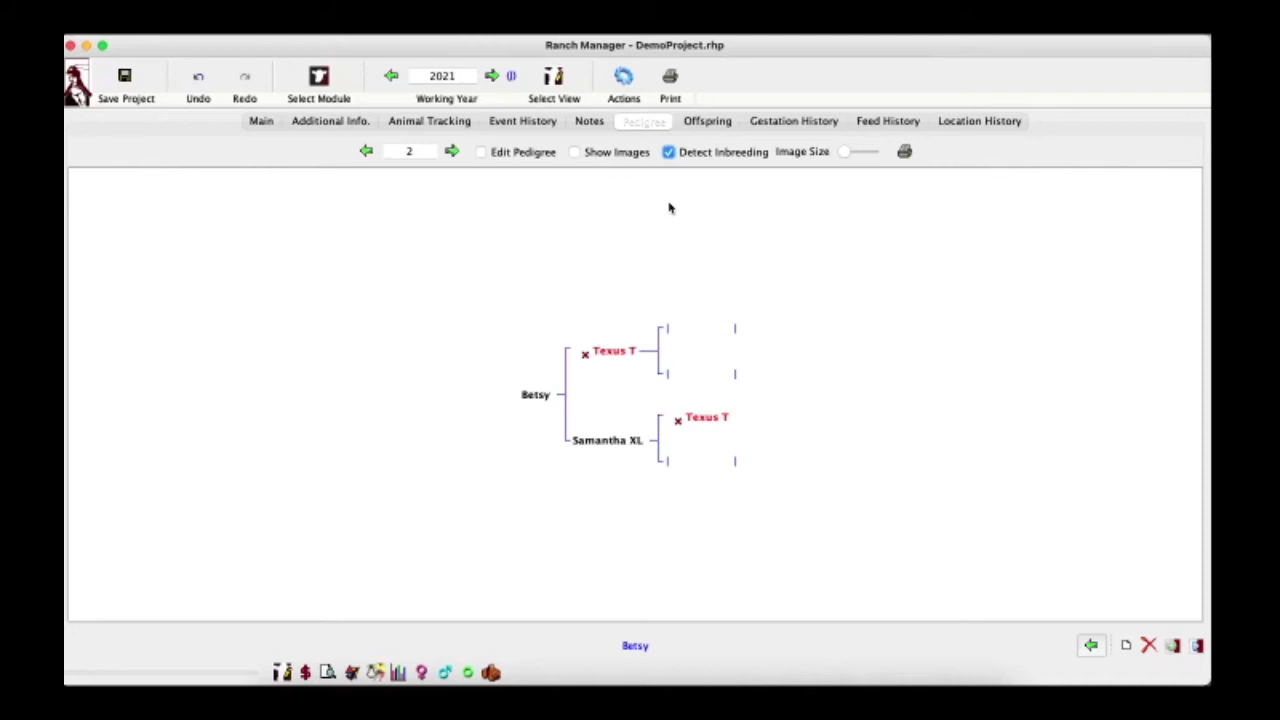 Ranch Manager - DemoProject.rhp
2021
Save Project Undo Redo Select Module Working Year Select View Actions Print
Main Additional Info. Animal Tracking Event History Notes Pedigree Offspring Gestation History Feed History Location History
2 Edit Pedigree Show Images Detect Inbreeding Image Size
Texus T
Betsy
Texus T
Samantha XL
Betsy